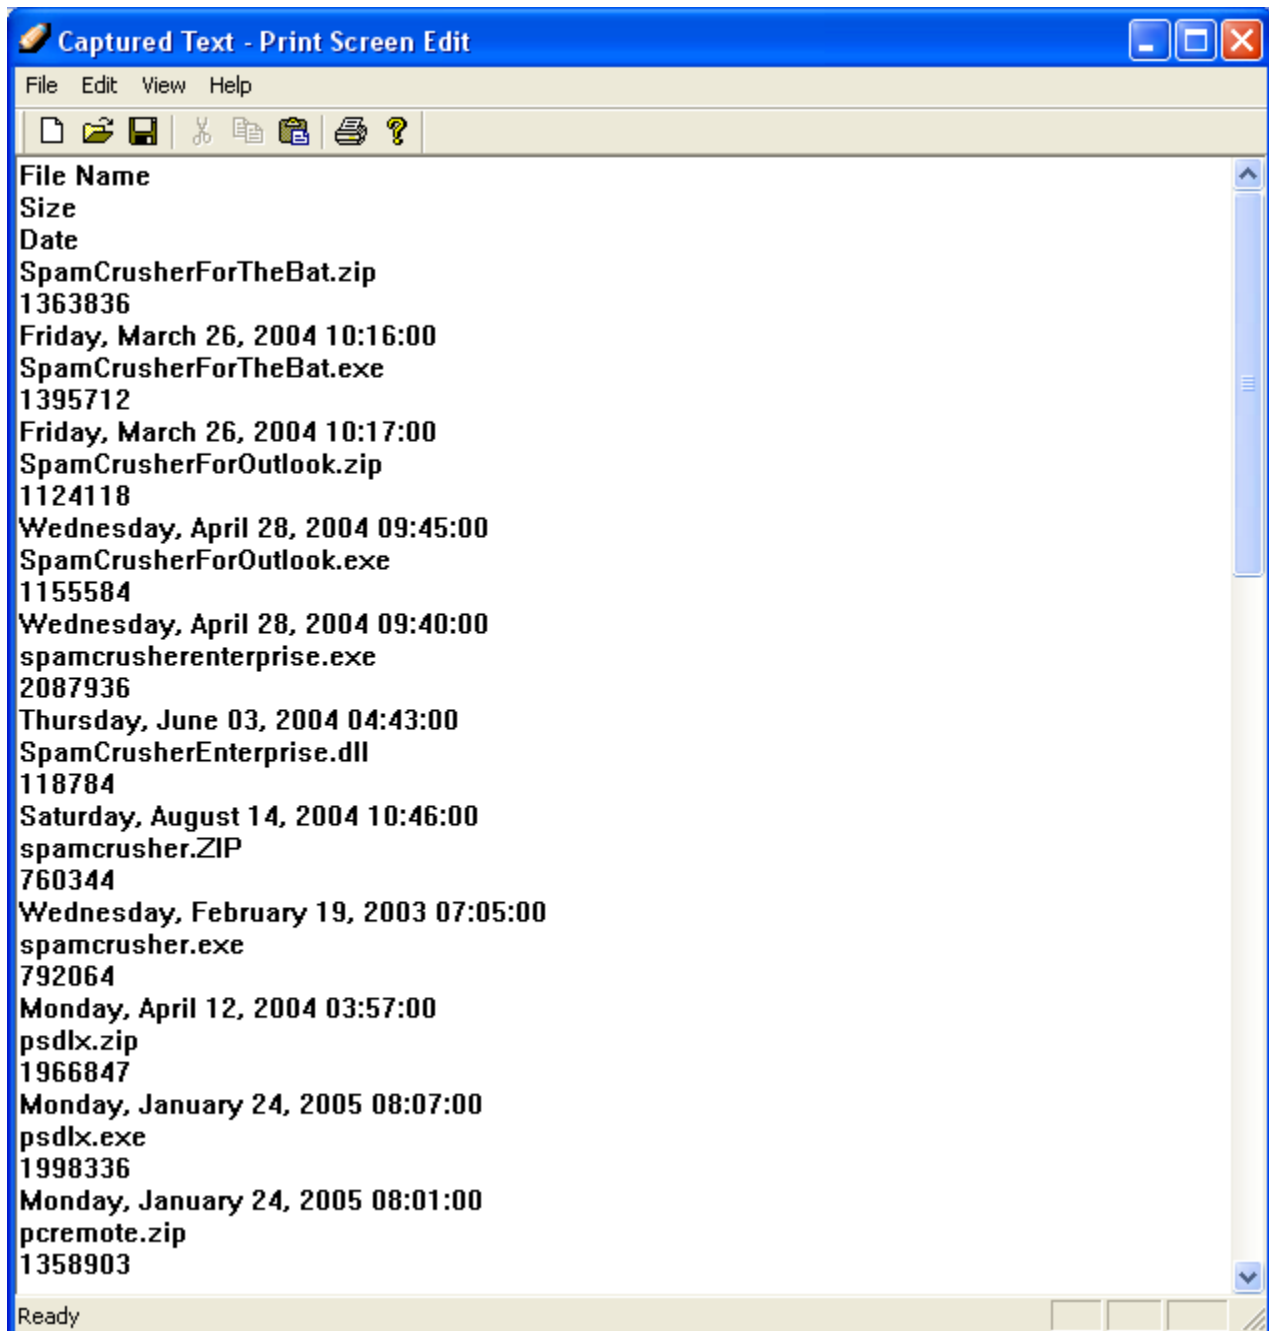 Captured Text - Print Screen Edit
File Edit View Help
File Name
Size
Date
SpamCrusherForTheBat.zip
1363836
Friday, March 26, 2004 10:16:00
SpamCrusherForTheBat.exe
1395712
Friday, March 26, 2004 10:17:00
SpamCrusherForOutlook.zip
1124118
Wednesday, April 28, 2004 09:45:00
SpamCrusherForOutlook.exe
1155584
Wednesday, April 28, 2004 09:40:00
spamcrusherenterprise.exe
2087936
Thursday, June 03, 2004 04:43:00
SpamCrusherEnterprise.dll
118784
Saturday, August 14, 2004 10:46:00
spamcrusher.ZIP
760344
Wednesday, February 19, 2003 07:05:00
spamcrusher.exe
792064
Monday, April 12, 2004 03:57:00
psdlx.zip
1966847
Monday, January 24, 2005 08:07:00
psdlx.exe
1998336
Monday, January 24, 2005 08:01:00
pcremote.zip
1358903
Ready